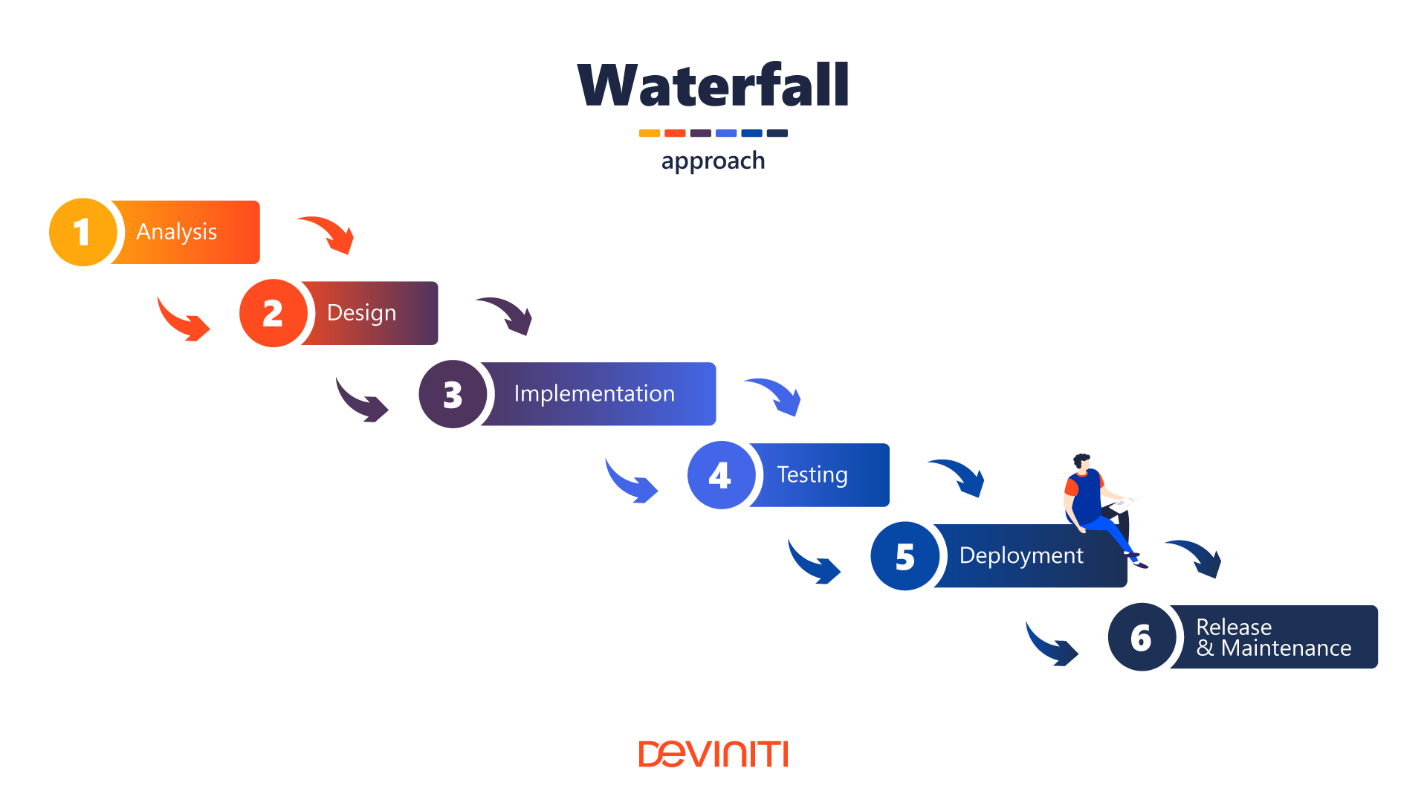 Waterfall
approach
1 Analysis
2 Design
3 Implementation
4 Testing
5 Deployment
6 Release
& Maintenance
DEVINITI